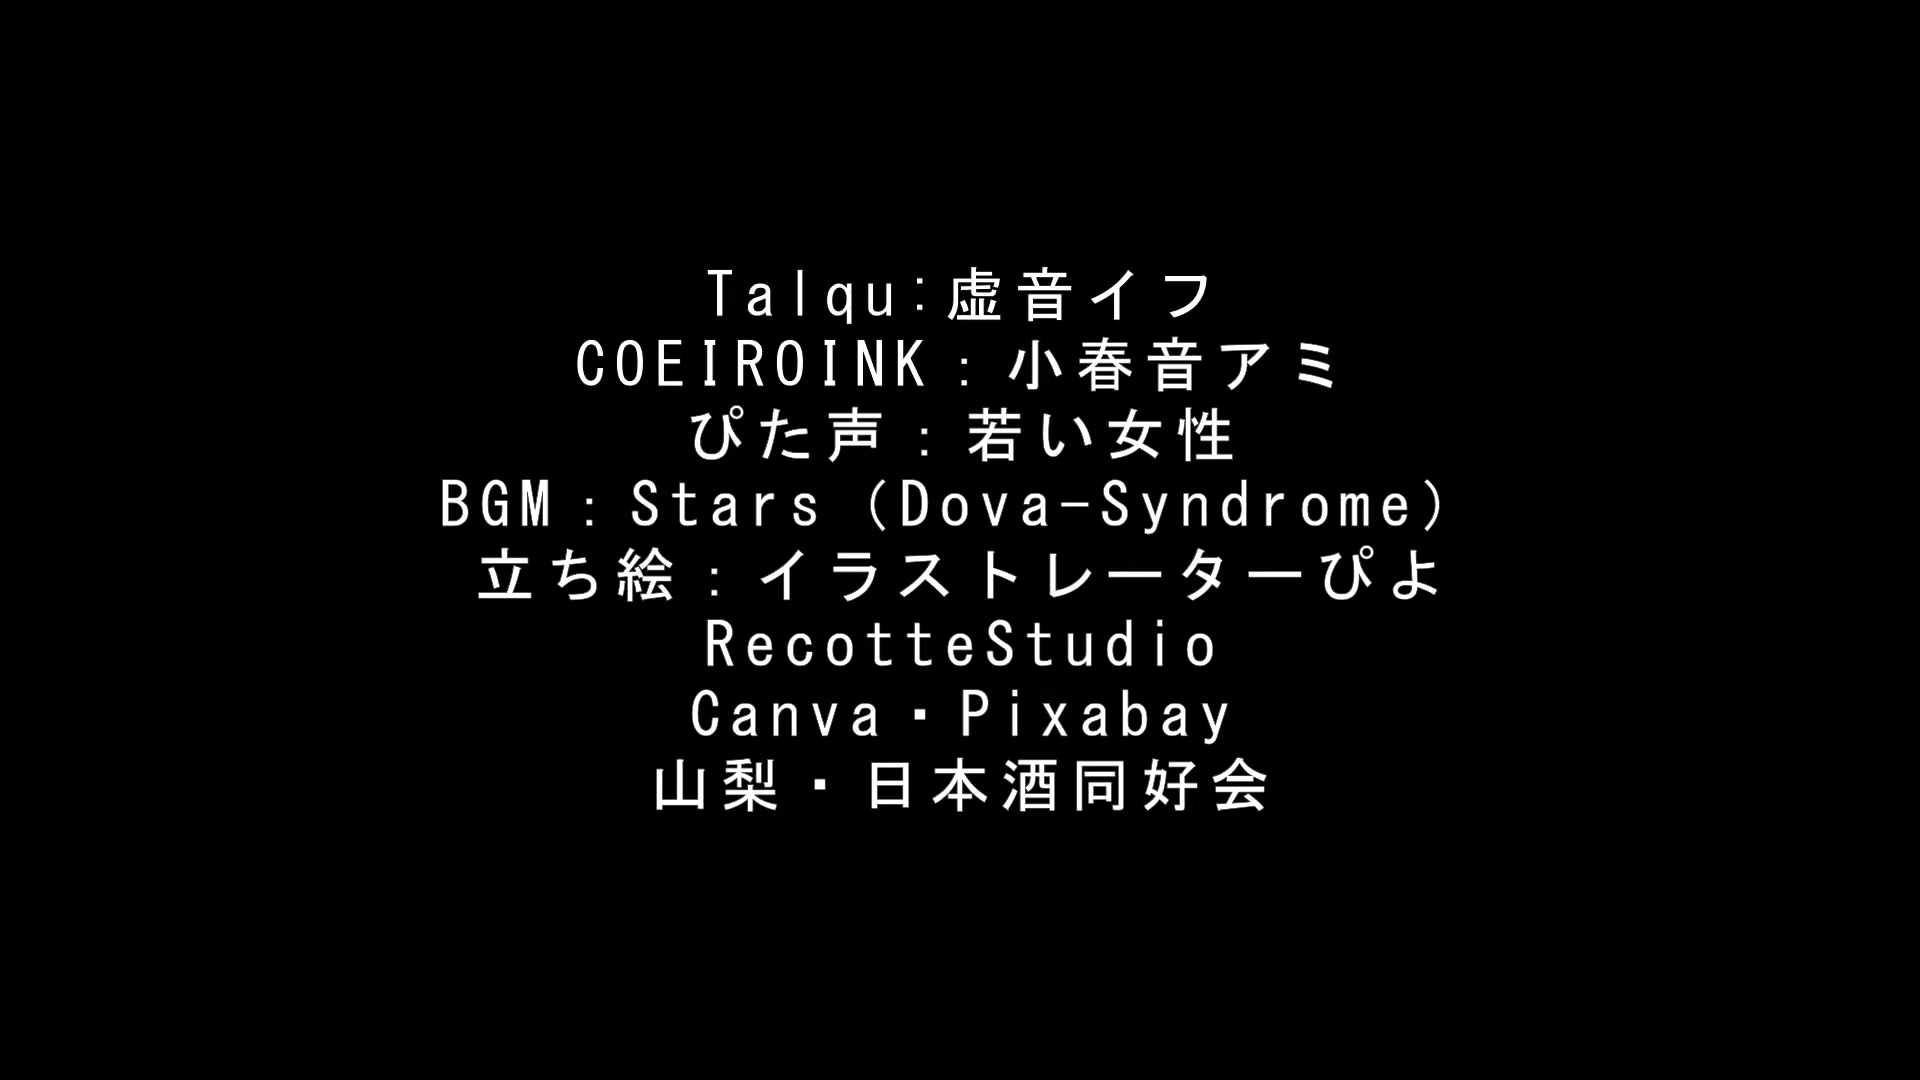 Talqu:虚音イフ
COEIROINK：小春音アミ
ぴた声：若い女性
BGM：Stars (Dova-Syndrome)
立ち絵：イラストレーターぴよ
RecotteStudio
Canva・Pixabay
山梨・日本酒同好会